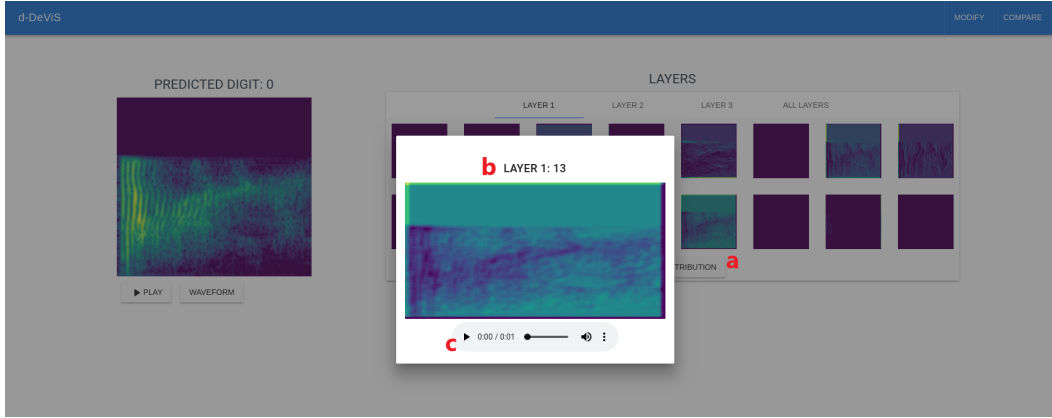 d-DeViS
MODIFY
COMPARE
PREDICTED DIGIT: 0
LAYERS
LAYER 1
LAYER 2
LAYER 3
ALL LAYERS
b
LAYER 1: 13
TRIBUTION
a
PLAY
WAVEFORM
c
0:00 / 0:01